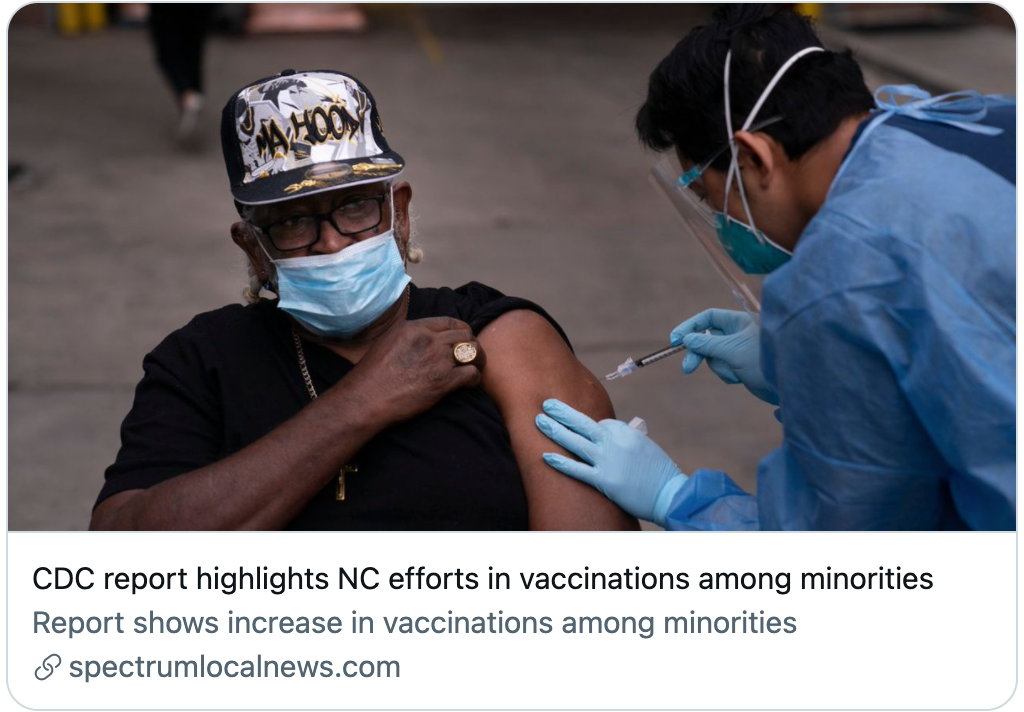 MA HOOD
CDC report highlights NC efforts in vaccinations among minorities
Report shows increase in vaccinations among minorities
spectrumlocalnews.com